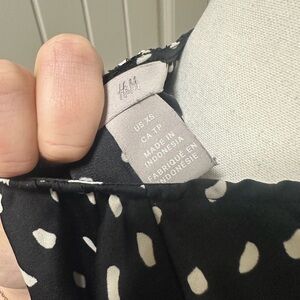 H&M
US XS
CA TP
MADE IN
INDONESIA
FABRIQUÉ EN
INDONÉSIE